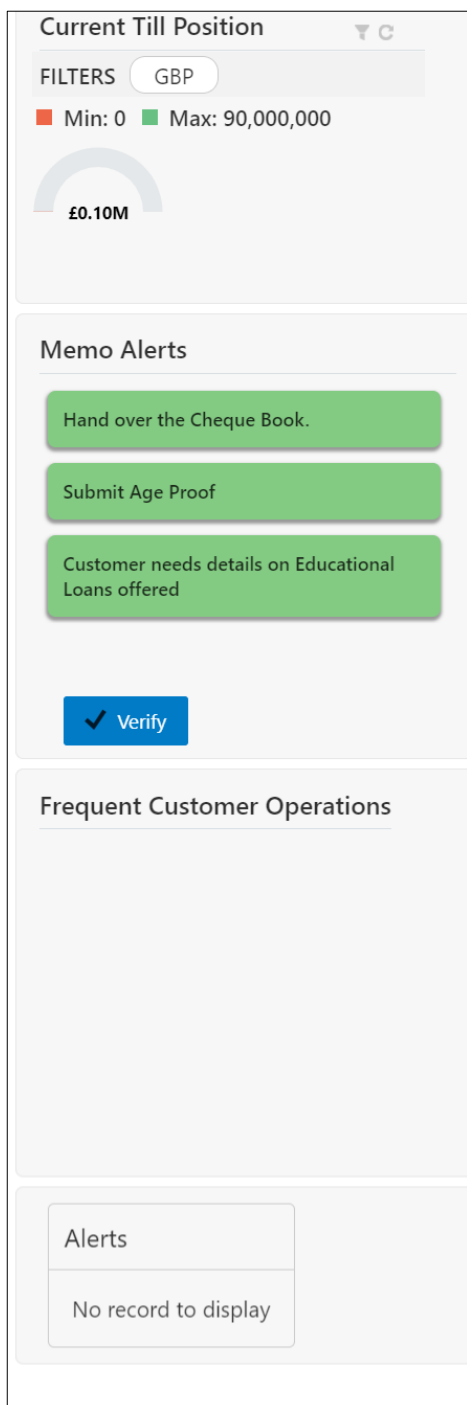 Current Till Position
FILTERS GBP
Min: 0 Max: 90,000,000
£0.10M
Memo Alerts
Hand over the Cheque Book.
Submit Age Proof
Customer needs details on Educational
Loans offered
Verify
Frequent Customer Operations
Alerts
No record to display